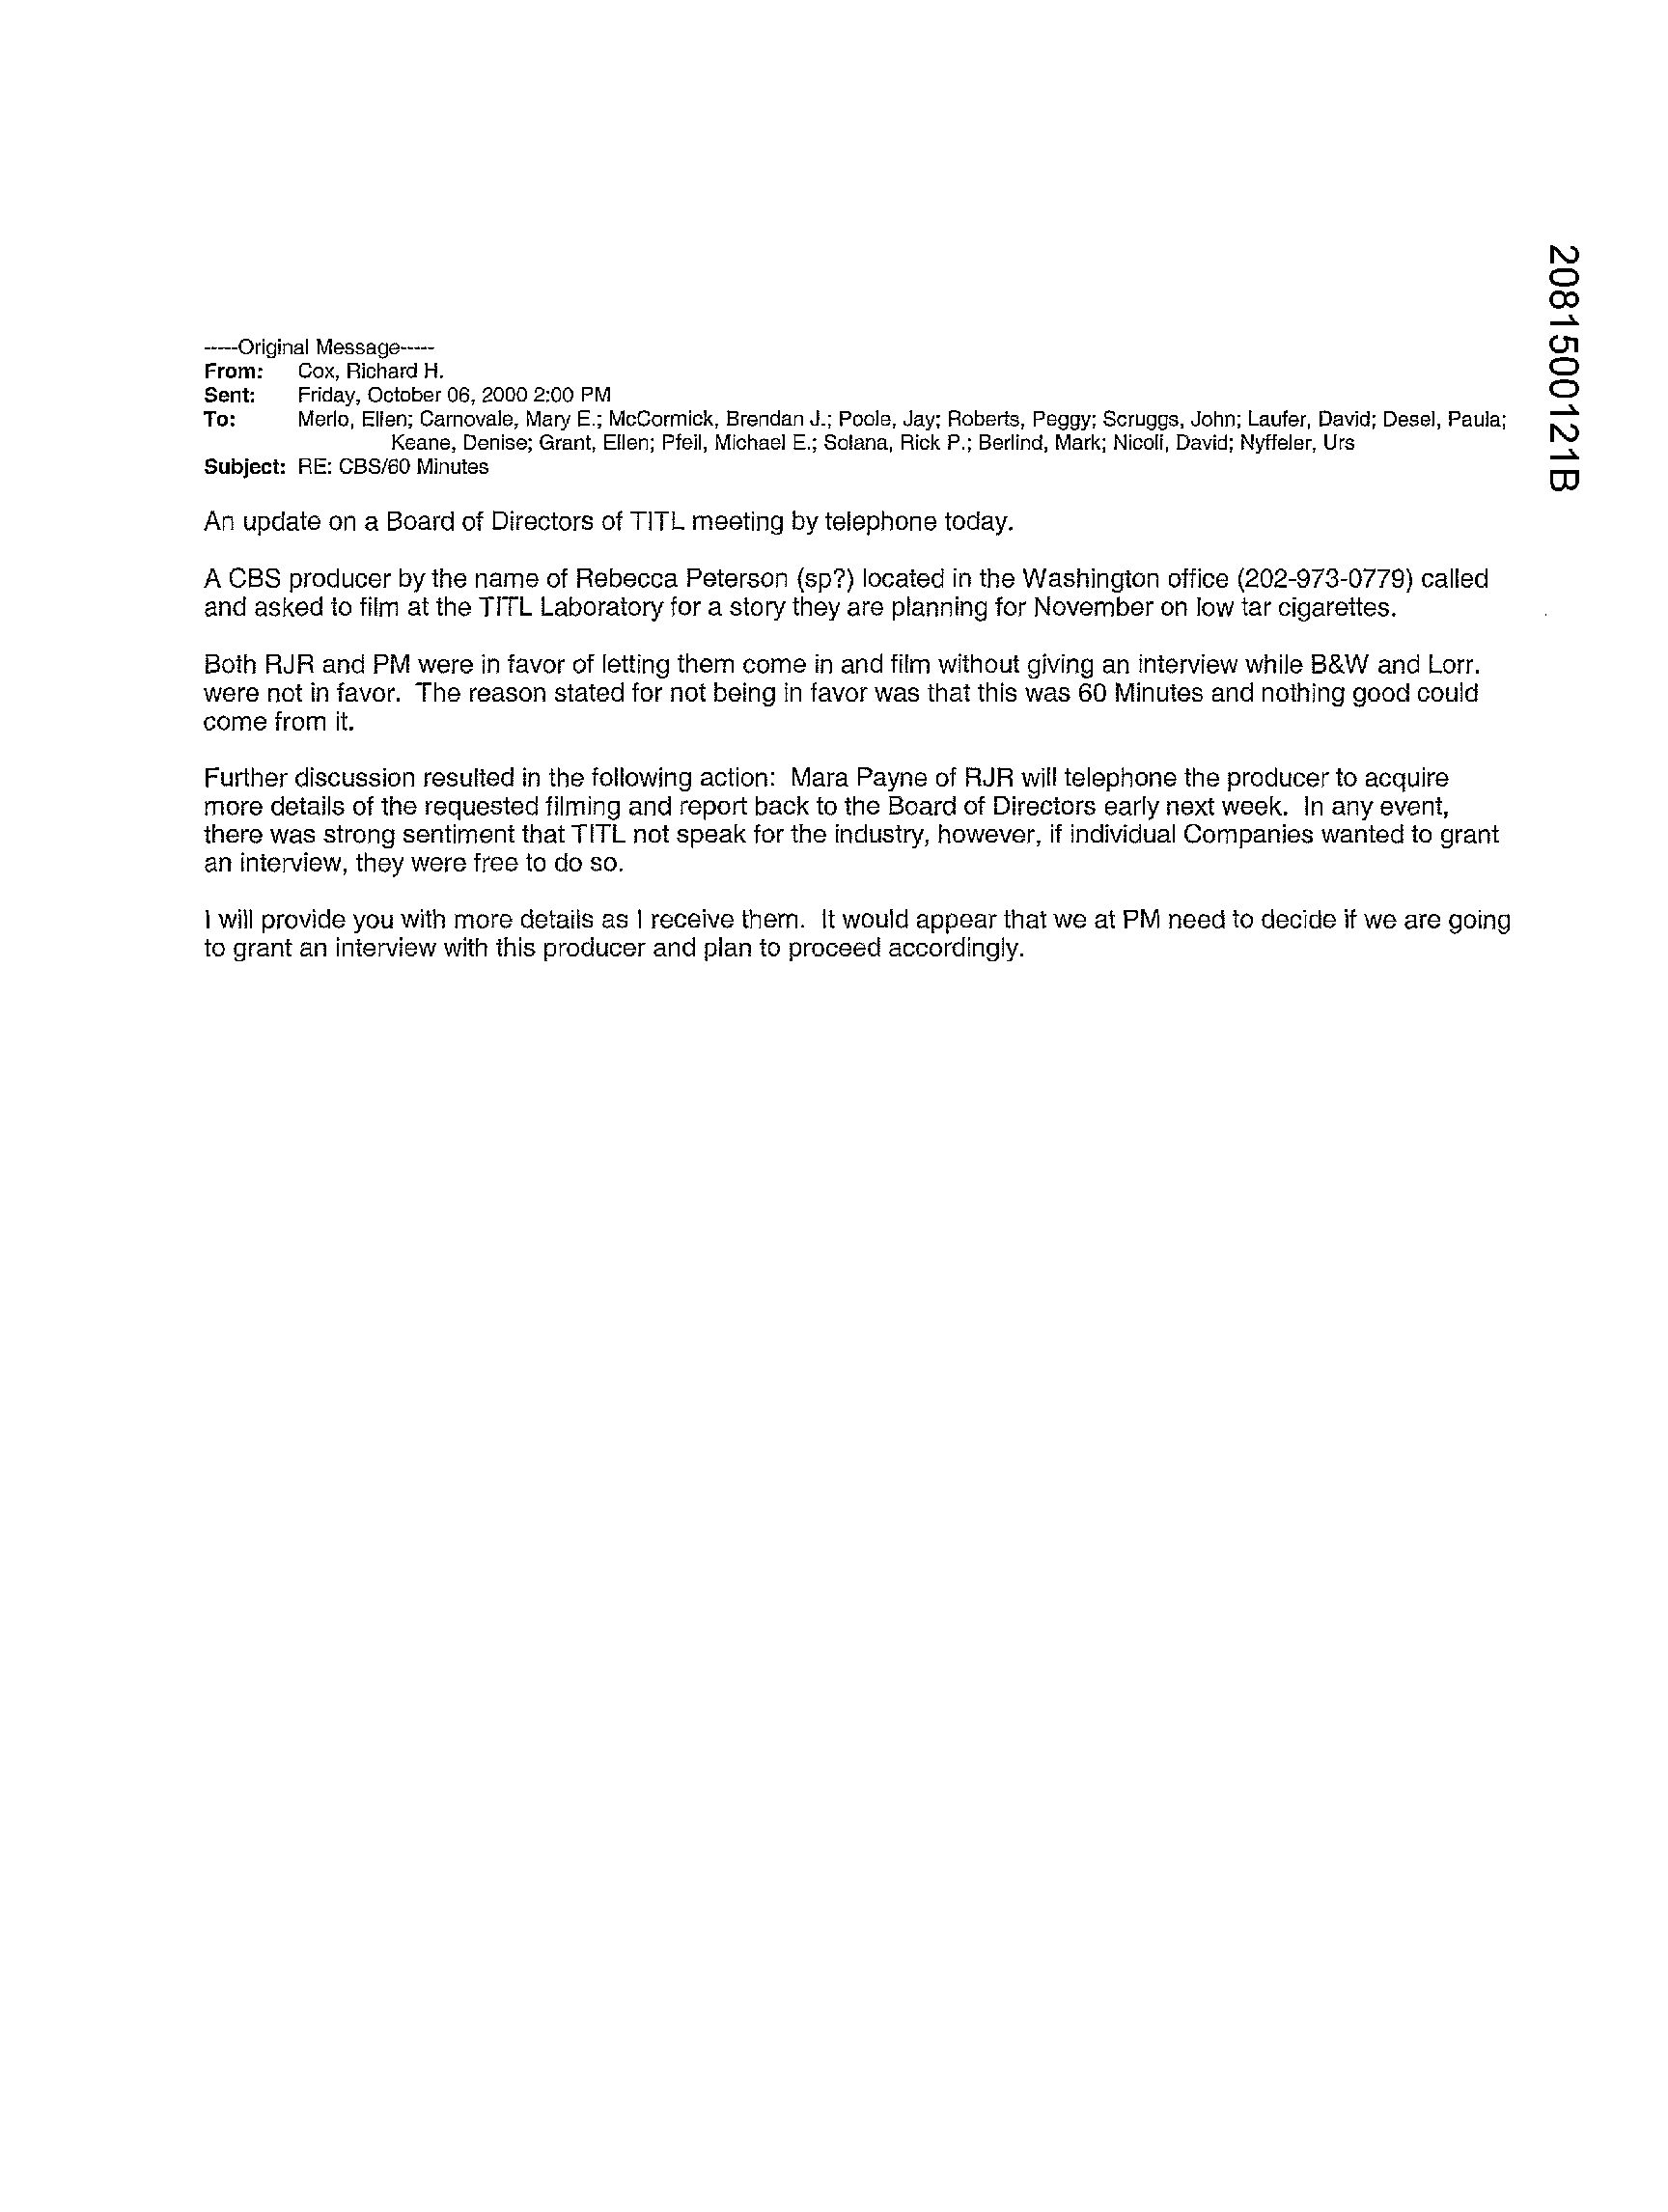 2081500121B
-----Original Message-----
From: Cox, Richard H.
Sent: Friday, October 06, 2000 2:00 PM
To: Merlo, Ellen; Carnovale, Mary E.; McCormick, Brendan J.; Poole, Jay; Roberts, Peggy; Scruggs, John; Laufer, David; Desel, Paula;
Keane, Denise; Grant, Ellen; Pfeil, Michael E.; Solana, Rick P.; Berlind, Mark; Nicoli, David; Nyffeler, Urs
Subject: RE: CBS/60 Minutes
An update on a Board of Directors of TITL meeting by telephone today.
A CBS producer by the name of Rebecca Peterson (sp?) located in the Washington office (202-973-0779) called
and asked to film at the TITL Laboratory for a story they are planning for November on low tar cigarettes.
Both RJR and PM were in favor of letting them come in and film without giving an interview while B&W and Lorr.
were not in favor. The reason stated for not being in favor was that this was 60 Minutes and nothing good could
come from it.
Further discussion resulted in the following action: Mara Payne of RJR will telephone the producer to acquire
more details of the requested filming and report back to the Board of Directors early next week. In any event,
there was strong sentiment that TITL not speak for the industry, however, if individual Companies wanted to grant
an interview, they were free to do so.
I will provide you with more details as I receive them. It would appear that we at PM need to decide if we are going
to grant an interview with this producer and plan to proceed accordingly.